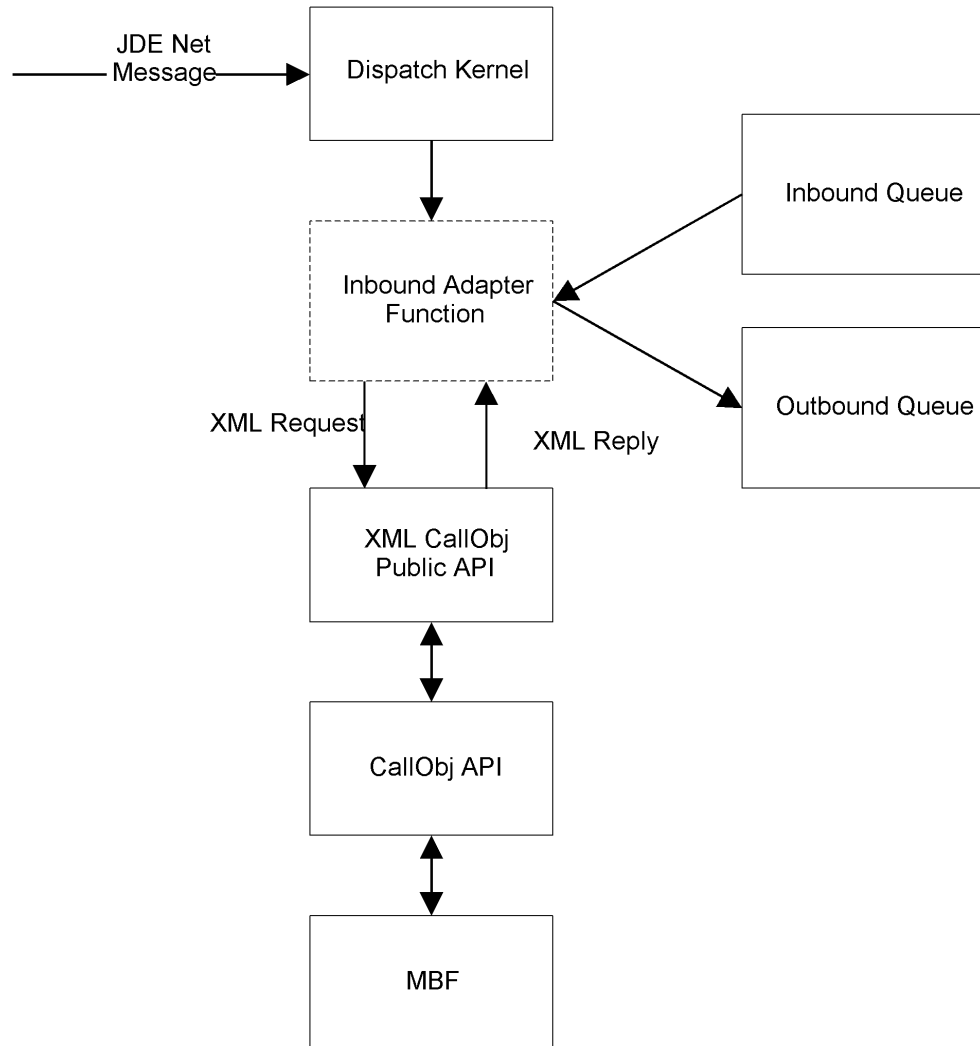 JDE Net
Message
Dispatch Kernel
Inbound Queue
Inbound Adapter
Function
Outbound Queue
XML Request
XML Reply
XML CallObj
Public API
CallObj API
MBF